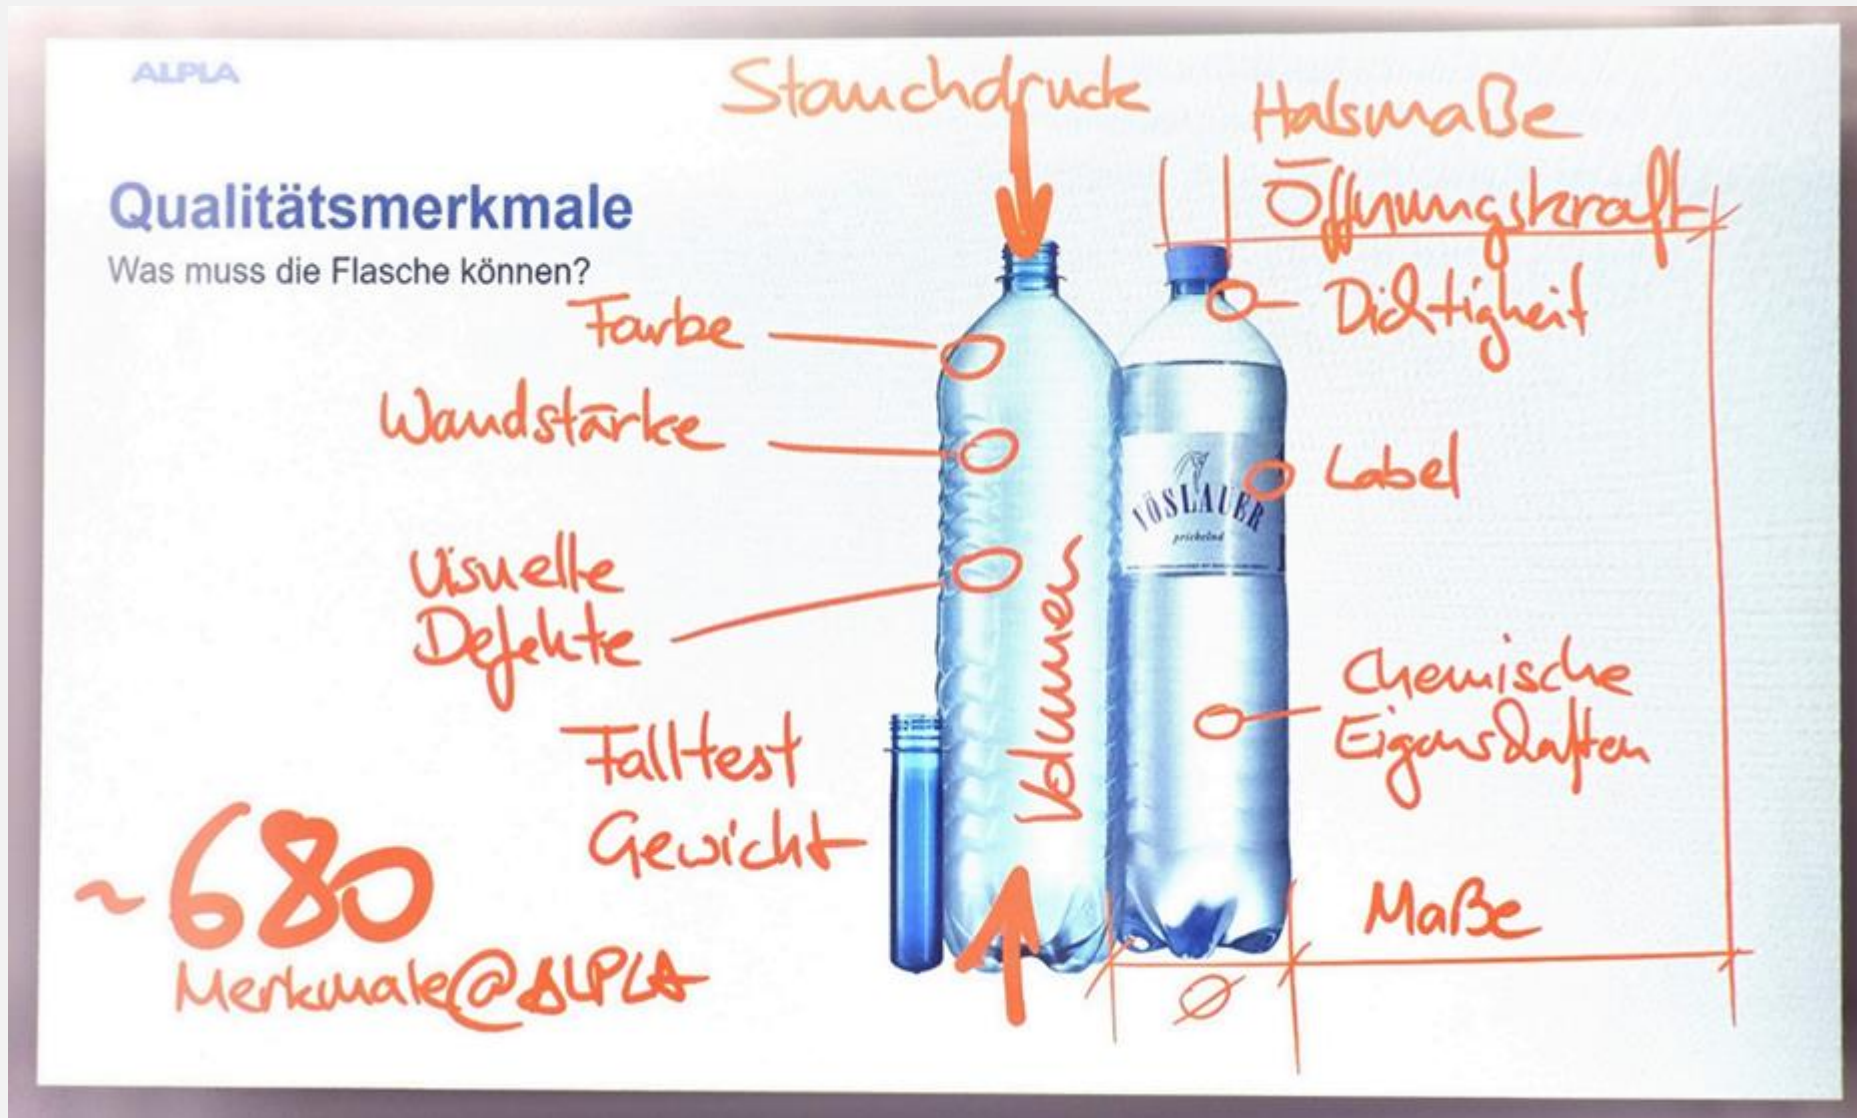 ALPLA
Qualitätsmerkmale
Was muss die Flasche können?
Stauchdruck
Halsmaße
Öffnungskraft
Dichtigkeit
Farbe
Wandstärke
Label
VÖSLAUER
prickelnd
Visuelle
Defekte
Volumen
Chemische
Eigenschaften
Falltest
Gewicht
Maße
Ø
~680
Merkmale@ALPLA